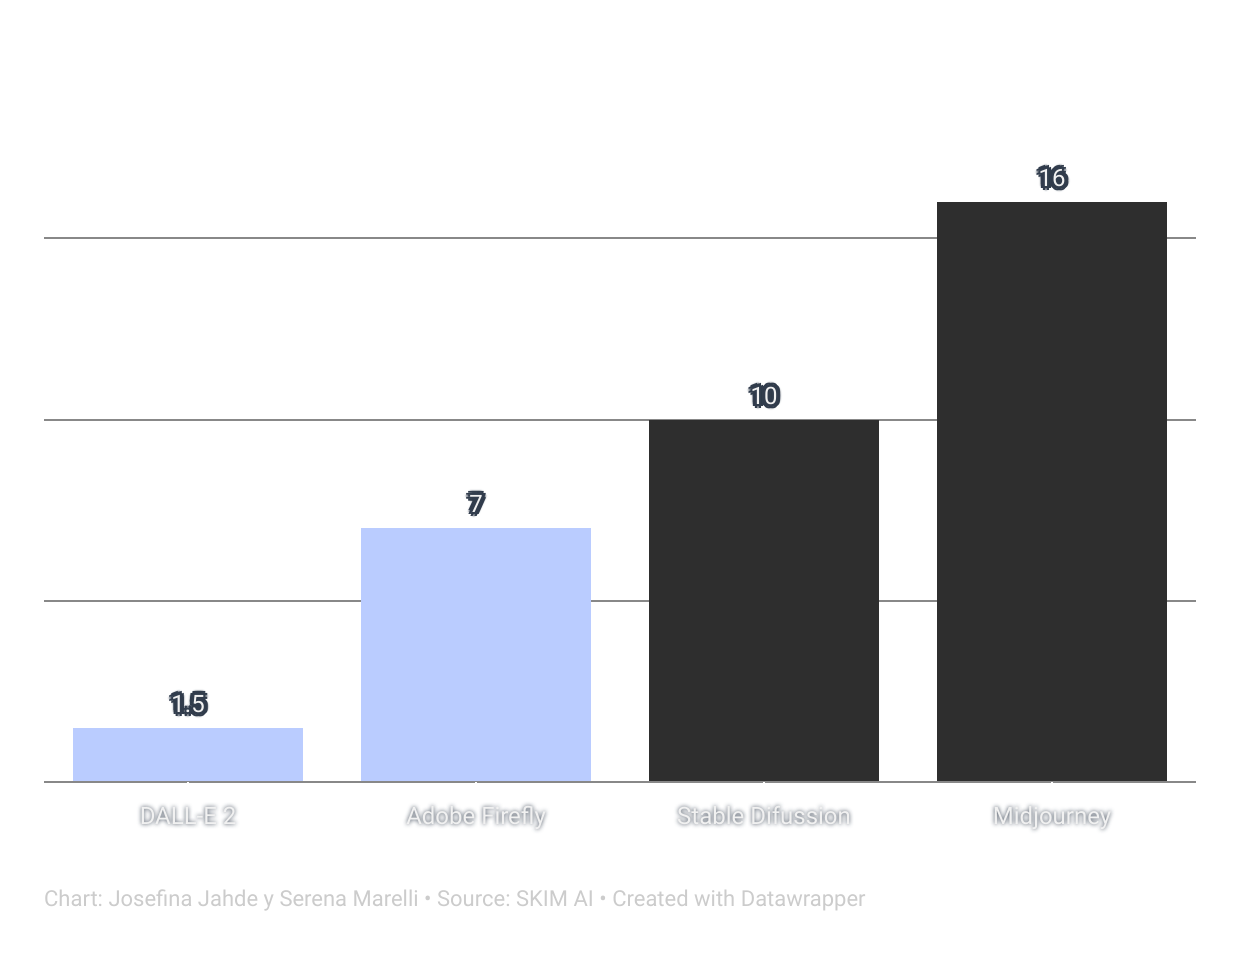 16
10
7
1.5
DALL-E 2 Adobe Firefly Stable Difussion Midjourney
Chart: Josefina Jahde y Serena Marelli • Source: SKIM AI • Created with Datawrapper